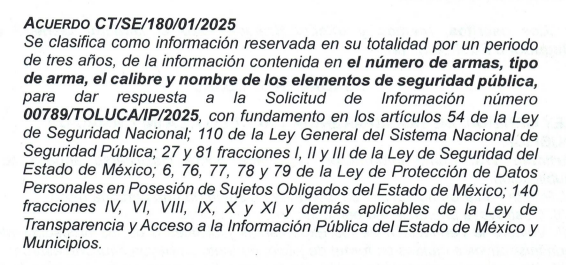 ACUERDO CT/SE/180/01/2025
Se clasifica como información reservada en su totalidad por un periodo
de tres años, de la información contenida en el número de armas, tipo
de arma, el calibre y nombre de los elementos de seguridad pública,
para dar respuesta a la Solicitud de Información número
00789/TOLUCA/IP/2025, con fundamento en los artículos 54 de la Ley
de Seguridad Nacional; 110 de la Ley General del Sistema Nacional de
Seguridad Pública; 27 y 81 fracciones I, II y III de la Ley de Seguridad del
Estado de México; 6, 76, 77, 78 y 79 de la Ley de Protección de Datos
Personales en Posesión de Sujetos Obligados del Estado de México; 140
fracciones IV, VI, VIII, IX, X y XI y demás aplicables de la Ley de
Transparencia y Acceso a la Información Pública del Estado de México y
Municipios.